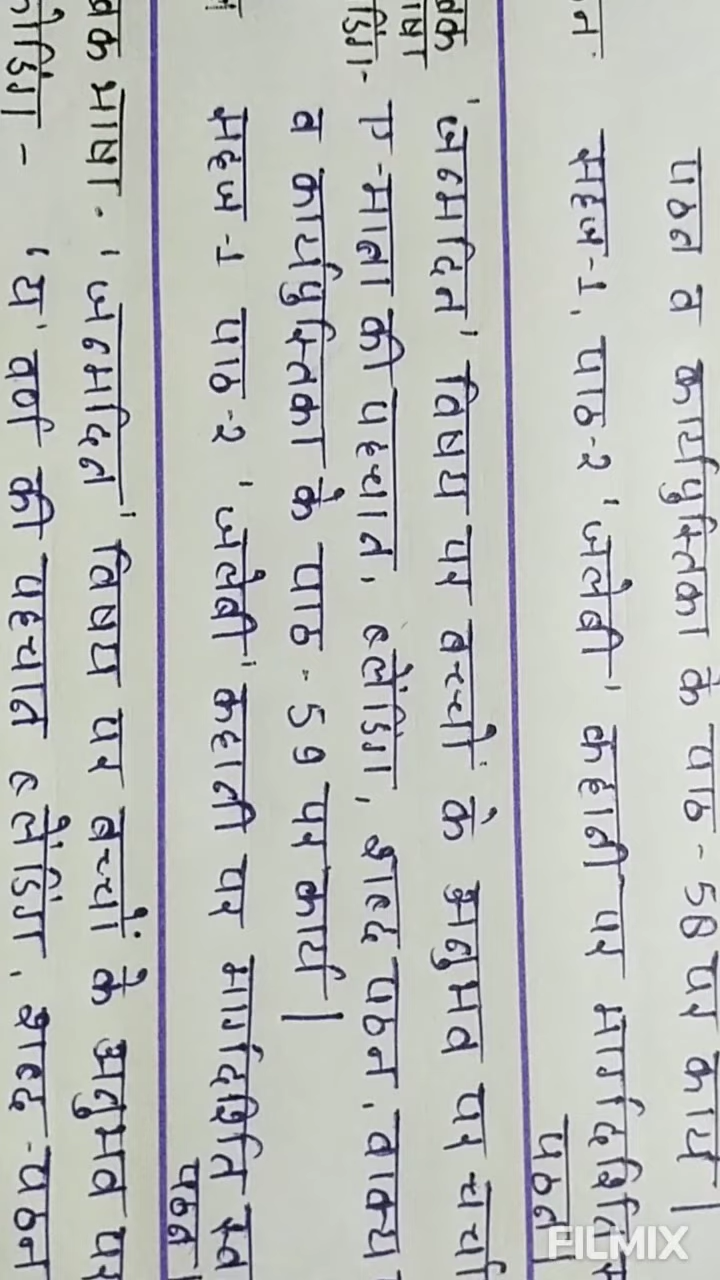 पठन व कार्यपुस्तिका के पाठ - 58 पर कार्य।
न सहज-1, पाठ-2 'जलेबी' कहानी पर मार्गदर्शित
पठन।
मौखिक भाषा 'जन्मदिन' विषय पर बच्चों के अनुभव पर चर्चा
डिकोडिंग- ए-मात्रा की पहचान, ब्लेंडिंग, शब्द पठन, वाक्य
व कार्यपुस्तिका के पाठ - 59 पर कार्य।
सहज-1 पाठ-2 'जलेबी' कहानी पर मार्गदर्शित स्व
पठन।
भाषा - 'जन्मदिन' विषय पर बच्चों के अनुभव पर
कोडिंग - 'य' वर्ण की पहचान ब्लेंडिंग, शब्द-पठन
FILMIX